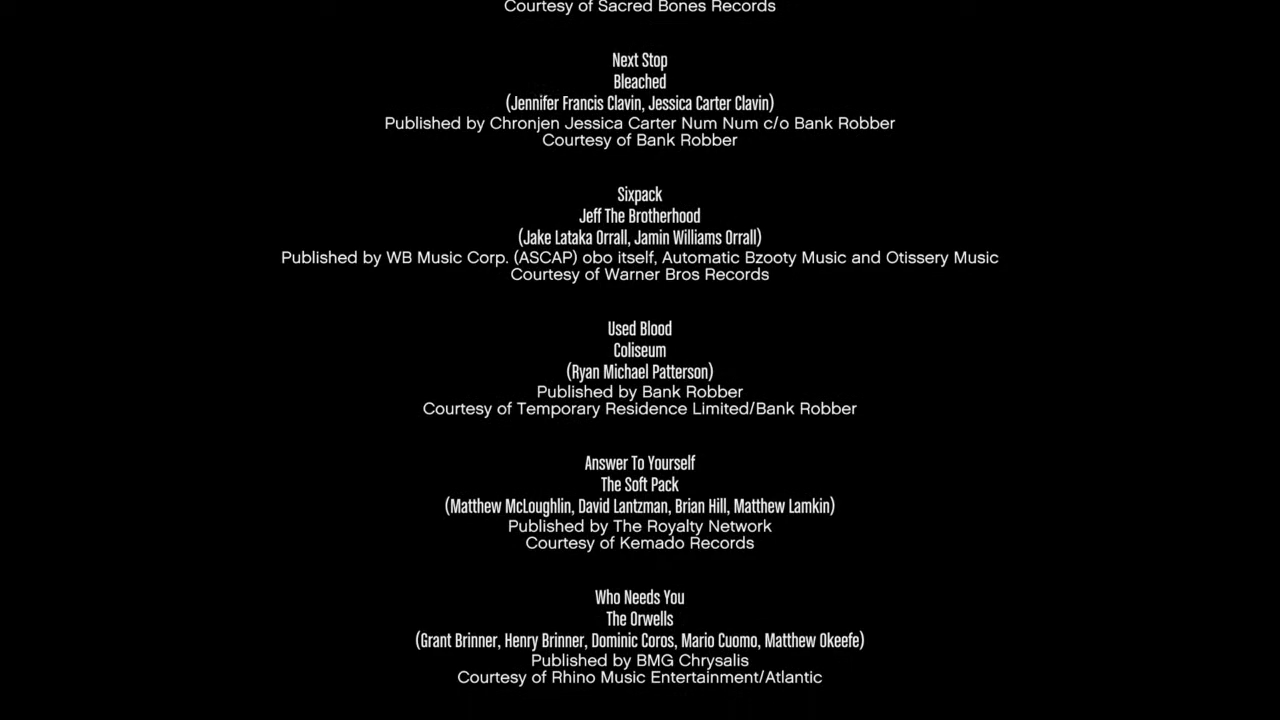 Courtesy of Sacred Bones Records
Next Stop
Bleached
(Jennifer Francis Clavin, Jessica Carter Clavin)
Published by Chronjen Jessica Carter Num Num c/o Bank Robber
Courtesy of Bank Robber
Sixpack
Jeff The Brotherhood
(Jake Lataka Orrall, Jamin Williams Orrall)
Published by WB Music Corp. (ASCAP) obo itself, Automatic Bzooty Music and Otissery Music
Courtesy of Warner Bros Records
Used Blood
Coliseum
(Ryan Michael Patterson)
Published by Bank Robber
Courtesy of Temporary Residence Limited/Bank Robber
Answer To Yourself
The Soft Pack
(Matthew McLoughlin, David Lantzman, Brian Hill, Matthew Lamkin)
Published by The Royalty Network
Courtesy of Kemado Records
Who Needs You
The Orwells
(Grant Brinner, Henry Brinner, Dominic Coros, Mario Cuomo, Matthew Okeefe)
Published by BMG Chrysalis
Courtesy of Rhino Music Entertainment/Atlantic